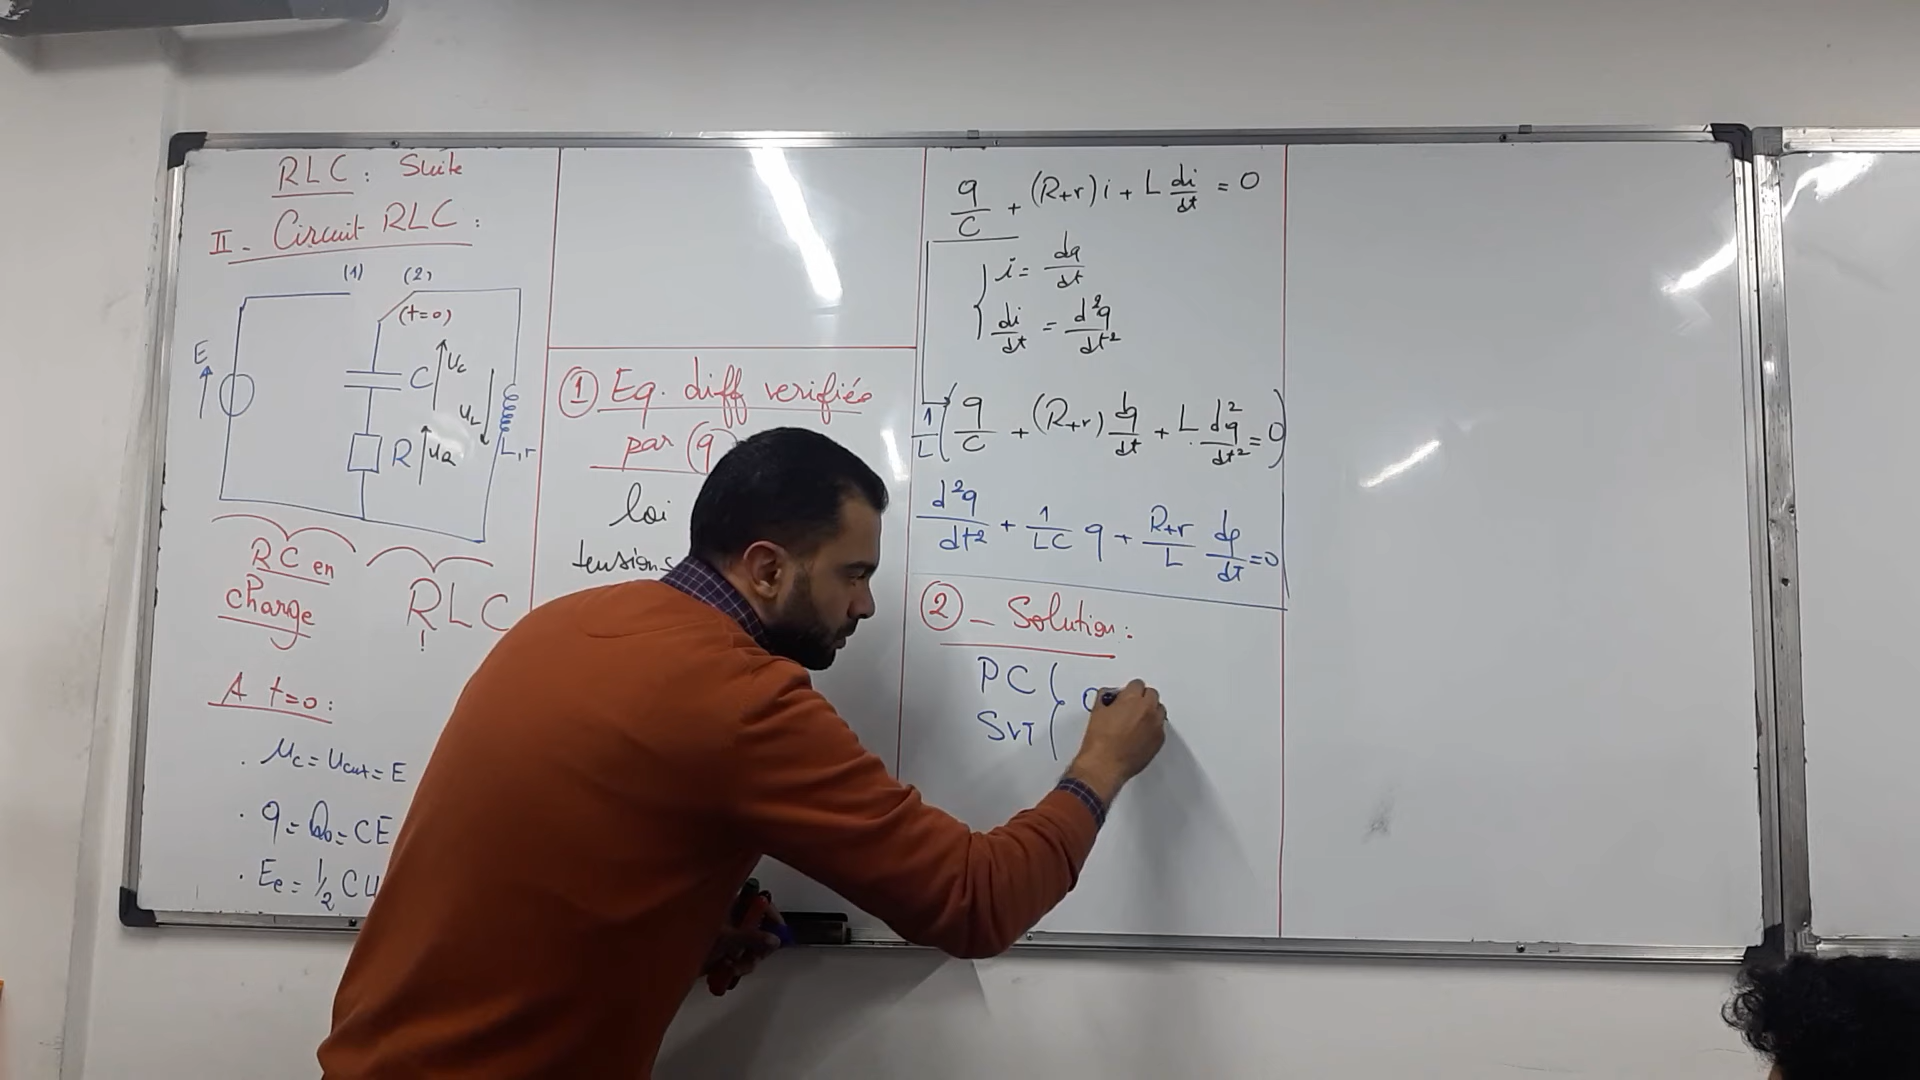 RLC : Suite
II - Circuit RLC :
(1) (2)
(t=0)
E
C
uc
uL
R
uR
L,r
RC en
charge
RLC
!
A t=0 :
. uc = ucut = E
. q = Q0 = CE
. Ee = 1/2 CU
① Eq. diff verifiée
par (q
loi
tensions
q/C + (R+r)i + L di/dt = 0
{ i = dq/dt
di/dt = d²q/dt²
1/L ( q/C + (R+r) dq/dt + L. d²q/dt² = 0 )
d²q/dt² + 1/LC q + R+r/L dq/dt = 0
② - Solution :
PC
SVT